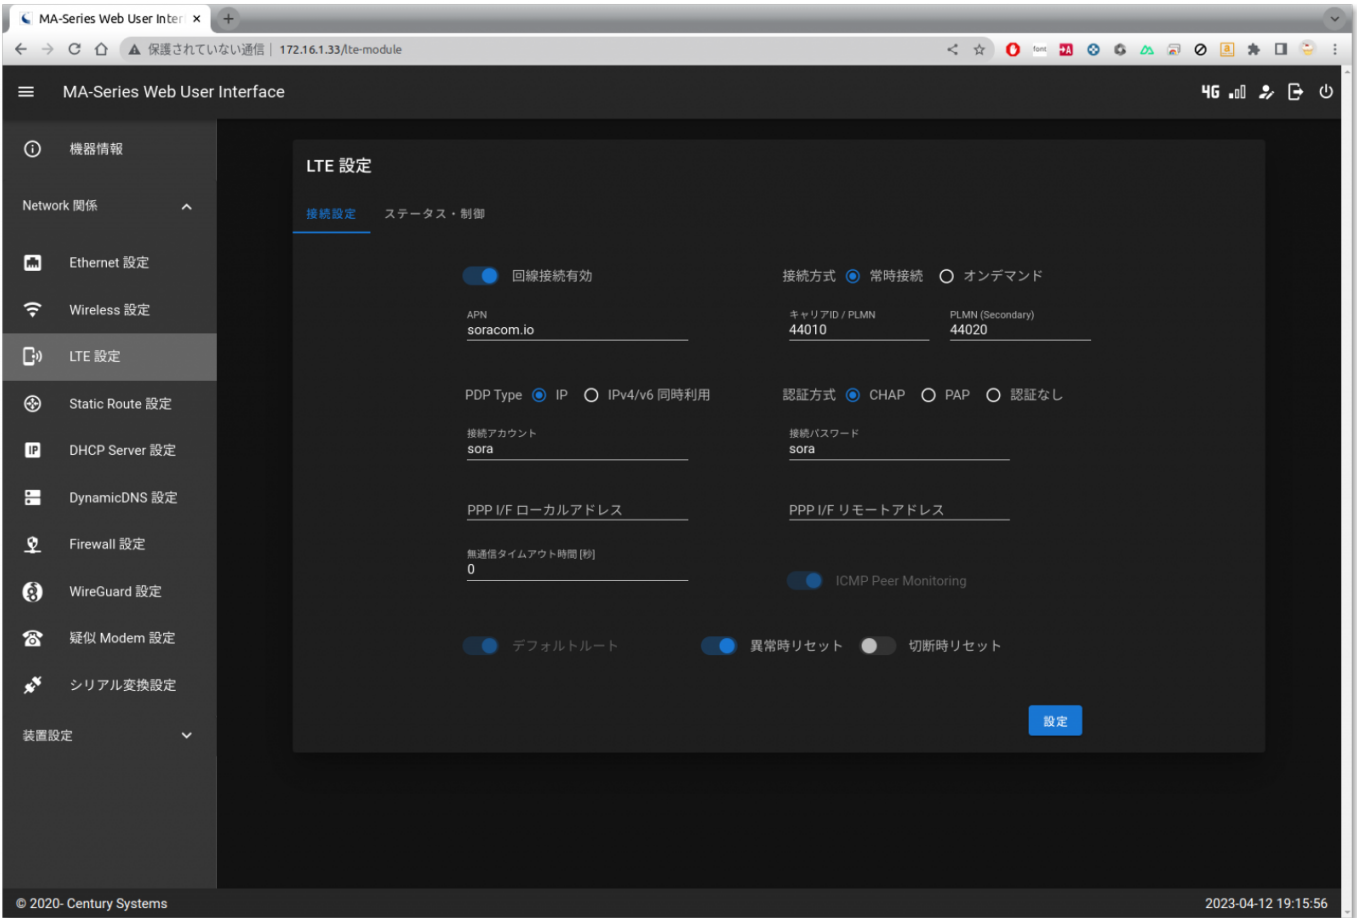 MA-Series Web User Inter
保護されていない通信 | 172.16.1.33/lte-module
MA-Series Web User Interface
4G
機器情報
Network 関係
Ethernet 設定
Wireless 設定
LTE 設定
Static Route 設定
IP DHCP Server 設定
DynamicDNS 設定
Firewall 設定
WireGuard 設定
疑似 Modem 設定
シリアル変換設定
装置設定
LTE 設定
接続設定 ステータス・制御
回線接続有効 接続方式 常時接続 オンデマンド
APN キャリアID / PLMN PLMN (Secondary)
soracom.io 44010 44020
PDP Type IP IPv4/v6 同時利用 認証方式 CHAP PAP 認証なし
接続アカウント 接続パスワード
sora sora
PPP I/F ローカルアドレス PPP I/F リモートアドレス
無通信タイムアウト時間 [秒]
0
ICMP Peer Monitoring
デフォルトルート 異常時リセット 切断時リセット
設定
© 2020- Century Systems 2023-04-12 19:15:56